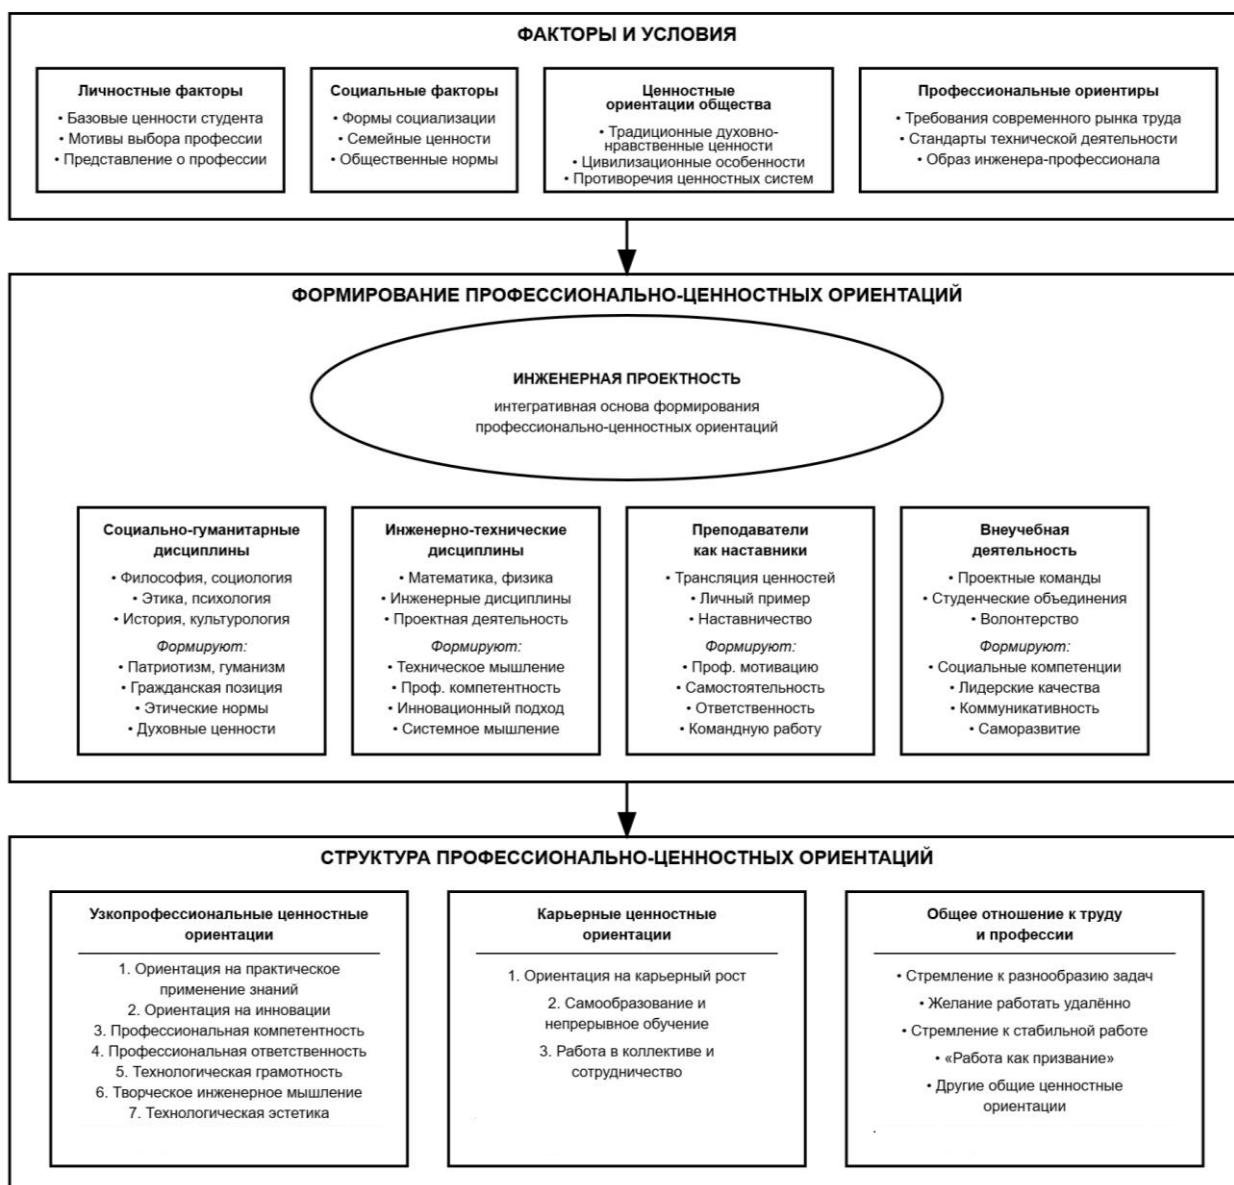 ФАКТОРЫ И УСЛОВИЯ
Личностные факторы
• Базовые ценности студента
• Мотивы выбора профессии
• Представление о профессии
Социальные факторы
• Формы социализации
• Семейные ценности
• Общественные нормы
Ценностные
ориентации общества
• Традиционные духовно-
нравственные ценности
• Цивилизационные особенности
• Противоречия ценностных систем
Профессиональные ориентиры
• Требования современного рынка труда
• Стандарты технической деятельности
• Образ инженера-профессионала
ФОРМИРОВАНИЕ ПРОФЕССИОНАЛЬНО-ЦЕННОСТНЫХ ОРИЕНТАЦИЙ
ИНЖЕНЕРНАЯ ПРОЕКТНОСТЬ
интегративная основа формирования
профессионально-ценностных ориентаций
Социально-гуманитарные
дисциплины
• Философия, социология
• Этика, психология
• История, культурология
Формируют:
• Патриотизм, гуманизм
• Гражданская позиция
• Этические нормы
• Духовные ценности
Инженерно-технические
дисциплины
• Математика, физика
• Инженерные дисциплины
• Проектная деятельность
Формируют:
• Техническое мышление
• Проф. компетентность
• Инновационный подход
• Системное мышление
Преподаватели
как наставники
• Трансляция ценностей
• Личный пример
• Наставничество
Формируют:
• Проф. мотивацию
• Самостоятельность
• Ответственность
• Командную работу
Внеучебная
деятельность
• Проектные команды
• Студенческие объединения
• Волонтерство
Формируют:
• Социальные компетенции
• Лидерские качества
• Коммуникативность
• Саморазвитие
СТРУКТУРА ПРОФЕССИОНАЛЬНО-ЦЕННОСТНЫХ ОРИЕНТАЦИЙ
Узкопрофессиональные ценностные
ориентации
1. Ориентация на практическое
применение знаний
2. Ориентация на инновации
3. Профессиональная компетентность
4. Профессиональная ответственность
5. Технологическая грамотность
6. Творческое инженерное мышление
7. Технологическая эстетика
Карьерные ценностные
ориентации
1. Ориентация на карьерный рост
2. Самообразование и
непрерывное обучение
3. Работа в коллективе и
сотрудничество
Общее отношение к труду
и профессии
• Стремление к разнообразию задач
• Желание работать удалённо
• Стремление к стабильной работе
• «Работа как призвание»
• Другие общие ценностные
ориентации